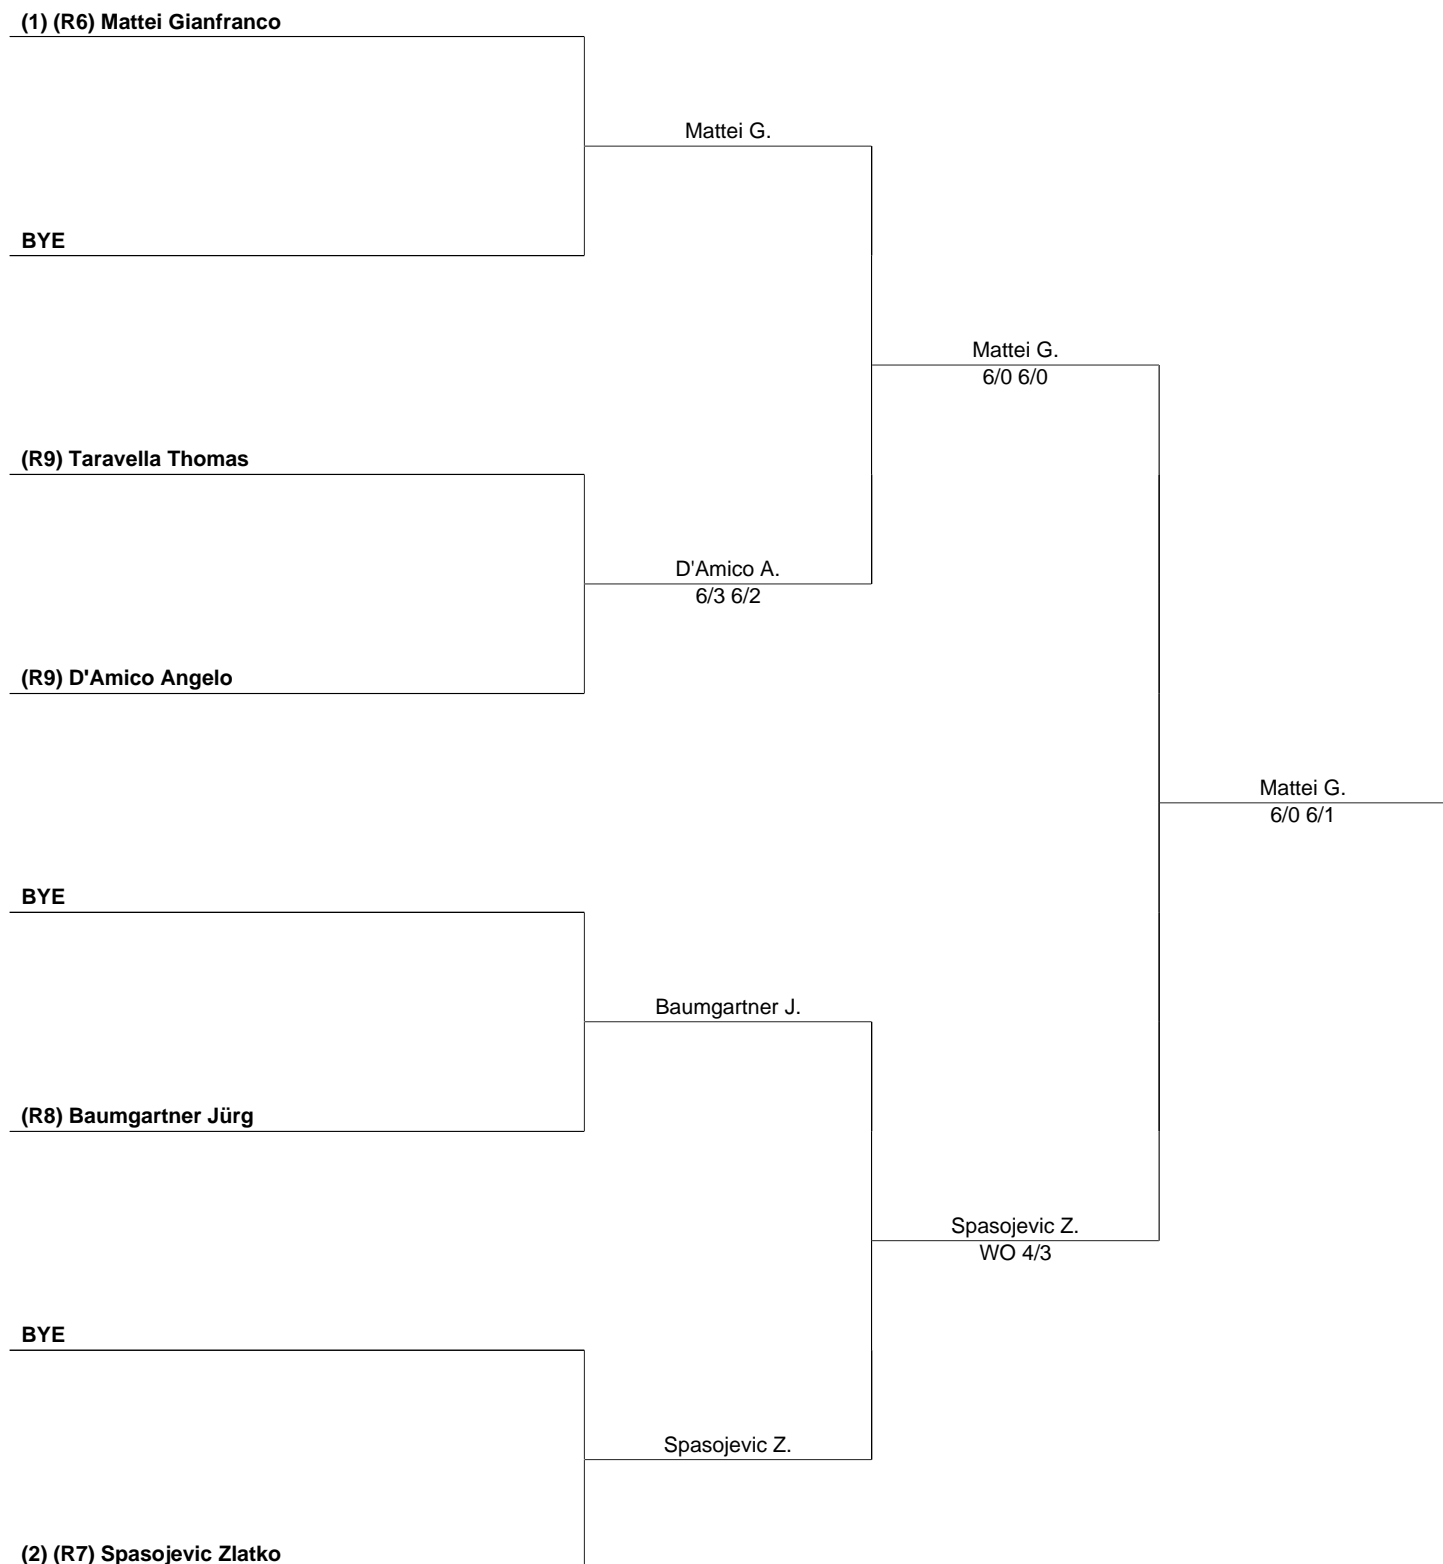 (1) (R6) Mattei Gianfranco
Mattei G.
BYE
Mattei G.
6/0 6/0
(R9) Taravella Thomas
D'Amico A.
6/3 6/2
(R9) D'Amico Angelo
Mattei G.
6/0 6/1
BYE
Baumgartner J.
(R8) Baumgartner Jürg
Spasojevic Z.
WO 4/3
BYE
Spasojevic Z.
(2) (R7) Spasojevic Zlatko